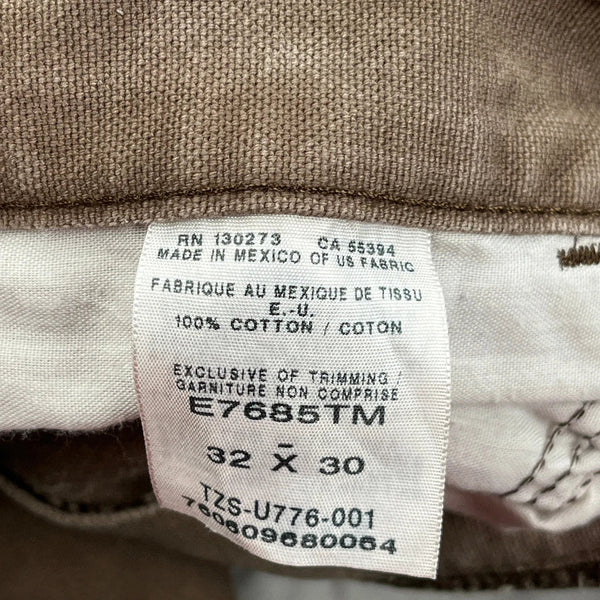 RN 130273 CA 55394
MADE IN MEXICO OF US FABRIC
FABRIQUE AU MEXIQUE DE TISSU
E.-U.
100% COTTON / COTON
EXCLUSIVE OF TRIMMING /
GARNITURE NON COMPRISE
E7685TM
32 X 30
TZS-U776-001
760609680064